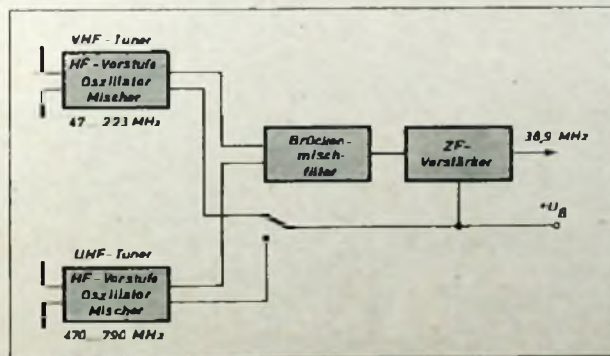 VHF-Tuner
HF-Vorstufe
Oszillator
Mischer
47...223 MHz
Brücken-
misch-
filter
ZF-
Verstärker
38,9 MHz
+U_B
UHF-Tuner
HF-Vorstufe
Oszillator
Mischer
470...790 MHz